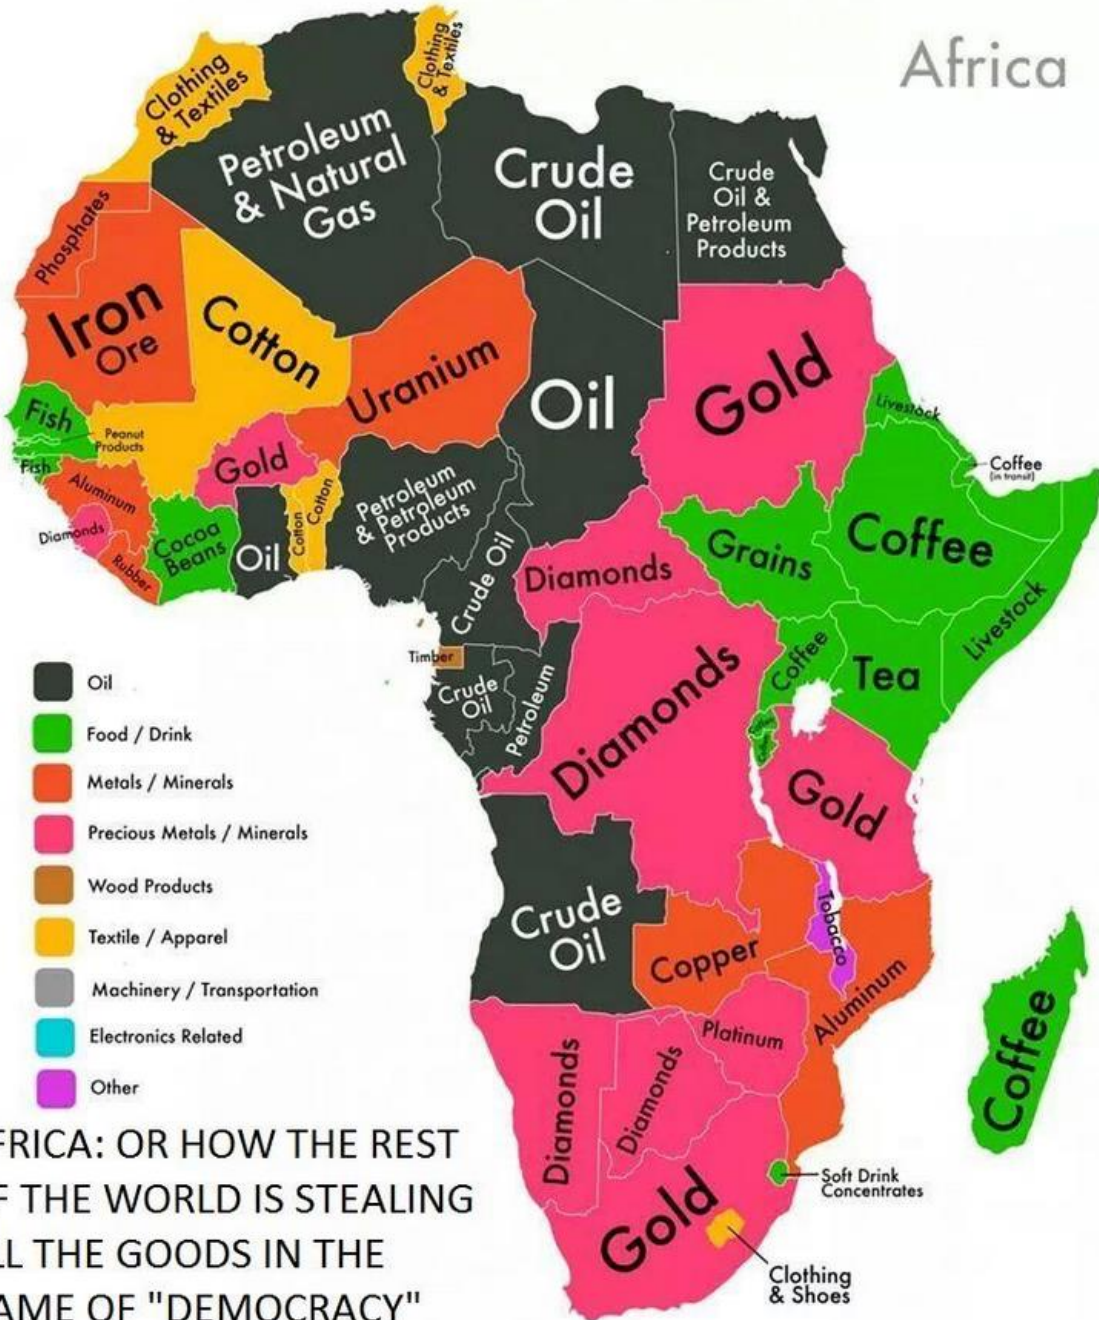 Africa
Clothing
& Textiles
Clothing
& Textiles
Petroleum
& Natural
Gas
Crude
Oil
Crude
Oil &
Petroleum
Products
Phosphates
Iron
Ore
Cotton
Uranium
Oil
Gold
Livestock
Coffee
(in transit)
Fish
Peanut
Products
Fish
Aluminum
Diamonds
Rubber
Cocoa
Beans
Gold
Oil
Cotton
Cotton
Petroleum
& Petroleum
Products
Crude Oil
Diamonds
Grains
Coffee
Livestock
Timber
Crude
Oil
Petroleum
Diamonds
Coffee
Tea
Gold
Crude
Oil
Copper
Tobacco
Aluminum
Diamonds
Diamonds
Platinum
Coffee
Gold
Soft Drink
Concentrates
Clothing
& Shoes
Oil
Food / Drink
Metals / Minerals
Precious Metals / Minerals
Wood Products
Textile / Apparel
Machinery / Transportation
Electronics Related
Other
FRICA: OR HOW THE REST
F THE WORLD IS STEALING
LL THE GOODS IN THE
AME OF "DEMOCRACY"